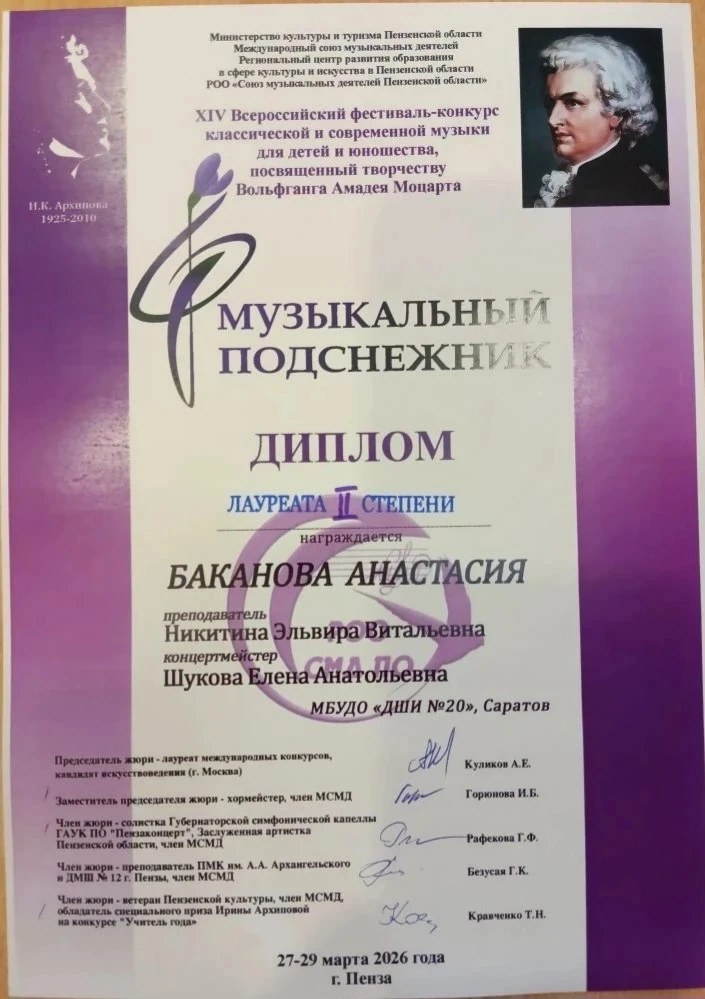 Министерство культуры и туризма Пензенской области
Международный союз музыкальных деятелей
Региональный центр развития образования
в сфере культуры и искусства в Пензенской области
РОО «Союз музыкальных деятелей Пензенской области»
XIV Всероссийский фестиваль-конкурс
классической и современной музыки
для детей и юношества,
посвященный творчеству
Вольфганга Амадея Моцарта
И.К. Архипова
1925-2010
МУЗЫКАЛЬНЫЙ
ПОДСНЕЖНИК
ДИПЛОМ
ЛАУРЕАТА II СТЕПЕНИ
награждается
БАКАНОВА АНАСТАСИЯ
преподаватель
Никитина Эльвира Витальевна
концертмейстер
Шукова Елена Анатольевна
РОО
СМД ПО
МБУДО «ДШИ №20», Саратов
Председатель жюри - лауреат международных конкурсов,
кандидат искусствоведения (г. Москва)
Куликов А.Е.
Заместитель председателя жюри - хормейстер, член МСМД
Горюнова И.Б.
Член жюри - солистка Губернаторской симфонической капеллы
ГАУК ПО "Пензаконцерт", Заслуженная артистка
Пензенской области, член МСМД
Рафекова Г.Ф.
Член жюри - преподаватель ПМК им. А.А. Архангельского
и ДМШ № 12 г. Пензы, член МСМД
Безусая Г.К.
Член жюри - ветеран Пензенской культуры, член МСМД,
обладатель специального приза Ирины Архиповой
на конкурсе "Учитель года"
Кравченко Т.Н.
27-29 марта 2026 года
г. Пенза